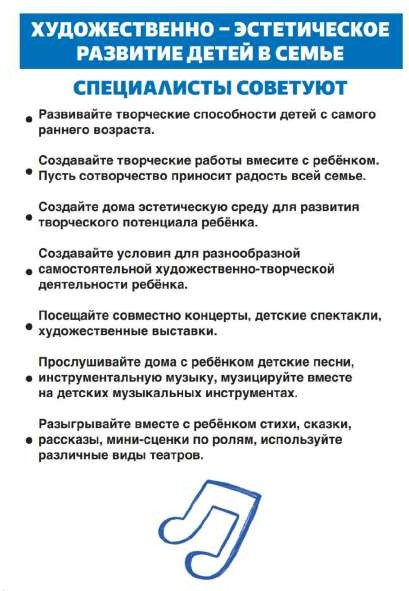 ХУДОЖЕСТВЕННО – ЭСТЕТИЧЕСКОЕ
РАЗВИТИЕ ДЕТЕЙ В СЕМЬЕ
СПЕЦИАЛИСТЫ СОВЕТУЮТ
• Развивайте творческие способности детей с самого
раннего возраста.
• Создавайте творческие работы вмесите с ребёнком.
Пусть сотворчество приносит радость всей семье.
• Создайте дома эстетическую среду для развития
творческого потенциала ребёнка.
• Создавайте условия для разнообразной
самостоятельной художественно-творческой
деятельности ребёнка.
• Посещайте совместно концерты, детские спектакли,
художественные выставки.
• Прослушивайте дома с ребёнком детские песни,
инструментальную музыку, музицируйте вместе
на детских музыкальных инструментах.
• Разыгрывайте вместе с ребёнком стихи, сказки,
рассказы, мини-сценки по ролям, используйте
различные виды театров.